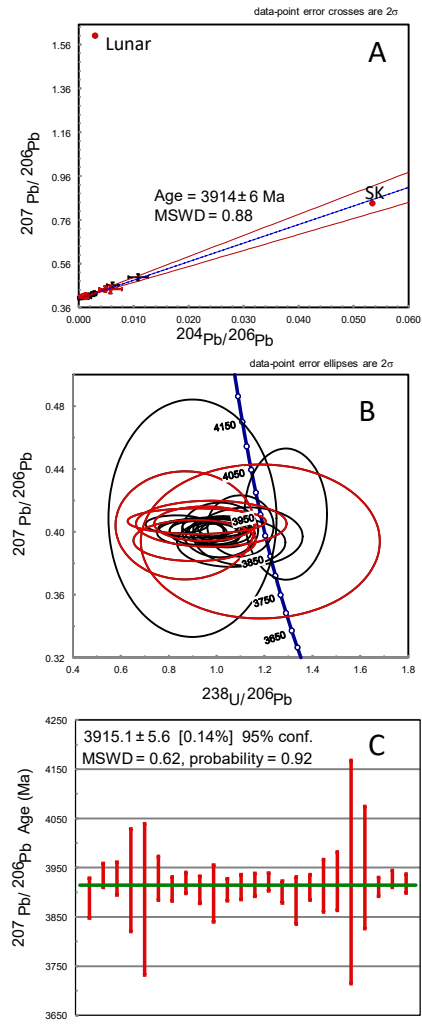 data-point error crosses are 2σ
A
Lunar
SK
Age = 3914±6 Ma
MSWD = 0.88
1.56
1.36
1.16
0.96
0.76
0.56
0.36
207 Pb/ 206Pb
0.000 0.010 0.020 0.030 0.040 0.050 0.060
204Pb/206Pb
data-point error ellipses are 2σ
B
4150
4050
3950
3850
3750
3650
0.48
0.44
0.40
0.36
0.32
207 Pb/ 206Pb
0.4 0.6 0.8 1.0 1.2 1.4 1.6 1.8
238U/206Pb
3915.1 ± 5.6 [0.14%] 95% conf.
MSWD = 0.62, probability = 0.92
C
4250
4150
4050
3950
3850
3750
3650
207 Pb/ 206Pb Age (Ma)